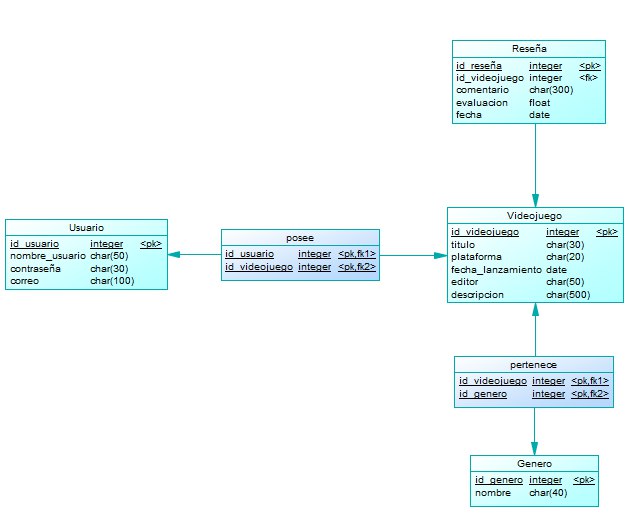 Reseña
id_reseña integer <pk>
id_videojuego integer <fk>
comentario char(300)
evaluacion float
fecha date
Videojuego
id_videojuego integer <pk>
titulo char(30)
plataforma char(20)
fecha_lanzamiento date
editor char(50)
descripcion char(500)
Usuario
id_usuario integer <pk>
nombre_usuario char(50)
contraseña char(30)
correo char(100)
posee
id_usuario integer <pk,fk1>
id_videojuego integer <pk,fk2>
pertenece
id_videojuego integer <pk,fk1>
id_genero integer <pk,fk2>
Genero
id_genero integer <pk>
nombre char(40)